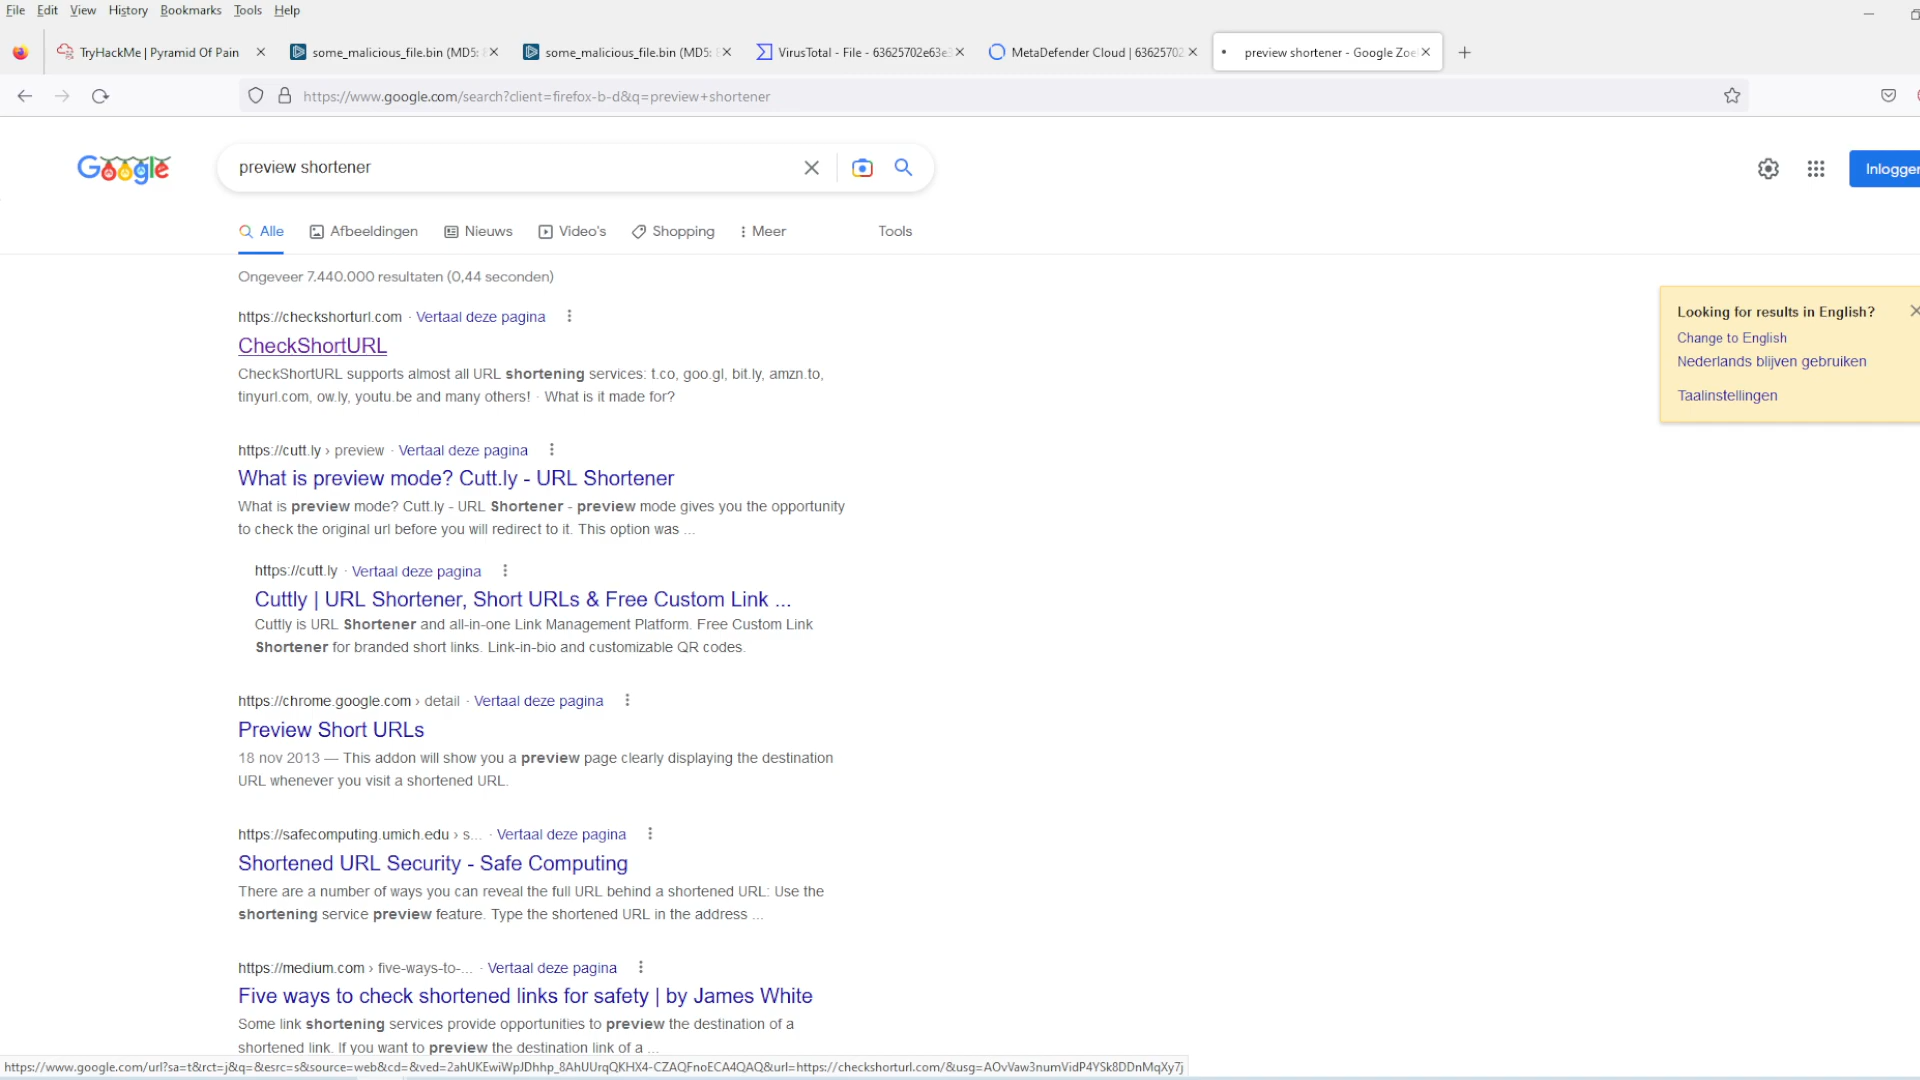 File Edit View History Bookmarks Tools Help
TryHackMe | Pyramid Of Pain
some_malicious_file.bin (MD5:
some_malicious_file.bin (MD5:
VirusTotal - File - 63625702e63e
MetaDefender Cloud | 63625702
preview shortener - Google Zoe
https://www.google.com/search?client=firefox-b-d&q=preview+shortener
Google
preview shortener
Inlogger
Alle Afbeeldingen Nieuws Video's Shopping Meer Tools
Ongeveer 7.440.000 resultaten (0,44 seconden)
https://checkshorturl.com · Vertaal deze pagina
CheckShortURL
CheckShortURL supports almost all URL shortening services: t.co, goo.gl, bit.ly, amzn.to,
tinyurl.com, ow.ly, youtu.be and many others! · What is it made for?
https://cutt.ly › preview · Vertaal deze pagina
What is preview mode? Cutt.ly - URL Shortener
What is preview mode? Cutt.ly - URL Shortener - preview mode gives you the opportunity
to check the original url before you will redirect to it. This option was ...
https://cutt.ly · Vertaal deze pagina
Cuttly | URL Shortener, Short URLs & Free Custom Link ...
Cuttly is URL Shortener and all-in-one Link Management Platform. Free Custom Link
Shortener for branded short links. Link-in-bio and customizable QR codes.
https://chrome.google.com › detail · Vertaal deze pagina
Preview Short URLs
18 nov 2013 — This addon will show you a preview page clearly displaying the destination
URL whenever you visit a shortened URL.
https://safecomputing.umich.edu › s... · Vertaal deze pagina
Shortened URL Security - Safe Computing
There are a number of ways you can reveal the full URL behind a shortened URL: Use the
shortening service preview feature. Type the shortened URL in the address ...
https://medium.com › five-ways-to-... · Vertaal deze pagina
Five ways to check shortened links for safety | by James White
Some link shortening services provide opportunities to preview the destination of a
shortened link. If you want to preview the destination link of a ...
Looking for results in English?
Change to English
Nederlands blijven gebruiken
Taalinstellingen
https://www.google.com/url?sa=t&rct=j&q=&esrc=s&source=web&cd=&ved=2ahUKEwiWpJDhhp_8AhUUrqQKHX4-CZAQFnoECA4QAQ&url=https://checkshorturl.com/&usg=AOvVaw3numVidP4YSk8DDnMqXy7j